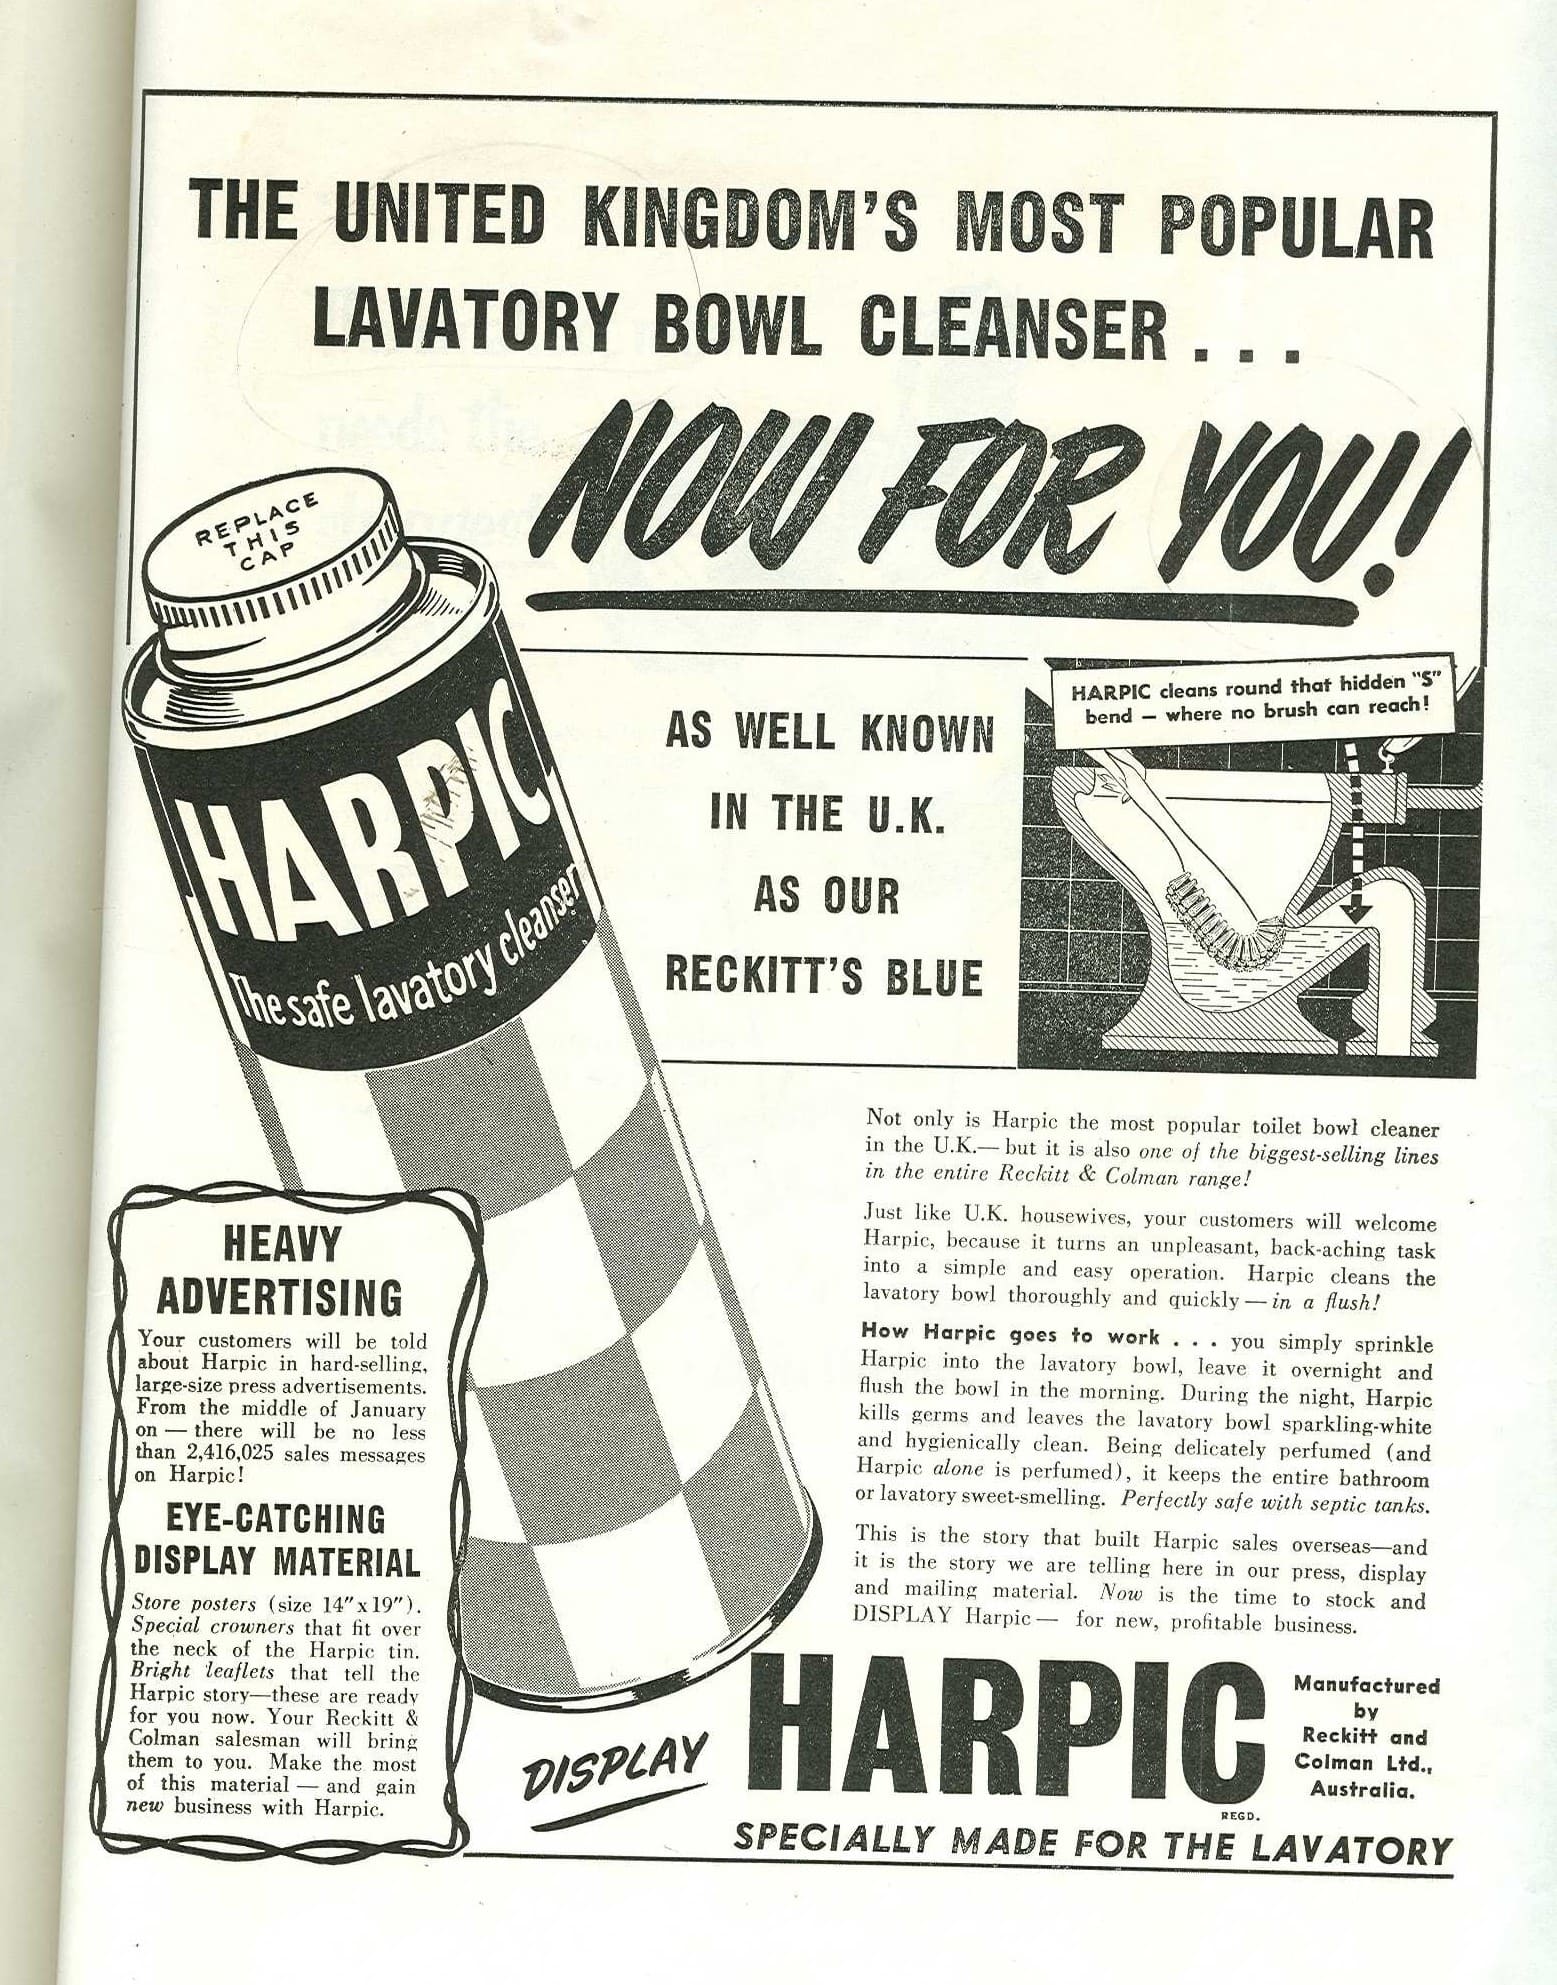 THE UNITED KINGDOM'S MOST POPULAR
LAVATORY BOWL CLEANSER . . .
NOW FOR YOU!
REPLACE
THIS
CAP
HARPIC
The safe lavatory cleanser
AS WELL KNOWN
IN THE U.K.
AS OUR
RECKITT'S BLUE
HARPIC cleans round that hidden "S"
bend — where no brush can reach!
Not only is Harpic the most popular toilet bowl cleaner
in the U.K.— but it is also one of the biggest-selling lines
in the entire Reckitt & Colman range!
Just like U.K. housewives, your customers will welcome
Harpic, because it turns an unpleasant, back-aching task
into a simple and easy operation. Harpic cleans the
lavatory bowl thoroughly and quickly — in a flush!
How Harpic goes to work . . . you simply sprinkle
Harpic into the lavatory bowl, leave it overnight and
flush the bowl in the morning. During the night, Harpic
kills germs and leaves the lavatory bowl sparkling-white
and hygienically clean. Being delicately perfumed (and
Harpic alone is perfumed), it keeps the entire bathroom
or lavatory sweet-smelling. Perfectly safe with septic tanks.
This is the story that built Harpic sales overseas—and
it is the story we are telling here in our press, display
and mailing material. Now is the time to stock and
DISPLAY Harpic — for new, profitable business.
HEAVY
ADVERTISING
Your customers will be told
about Harpic in hard-selling,
large-size press advertisements.
From the middle of January
on — there will be no less
than 2,416,025 sales messages
on Harpic!
EYE-CATCHING
DISPLAY MATERIAL
Store posters (size 14"x19").
Special crowners that fit over
the neck of the Harpic tin.
Bright leaflets that tell the
Harpic story—these are ready
for you now. Your Reckitt &
Colman salesman will bring
them to you. Make the most
of this material — and gain
new business with Harpic.
DISPLAY
HARPIC
REGD.
Manufactured
by
Reckitt and
Colman Ltd.,
Australia.
SPECIALLY MADE FOR THE LAVATORY